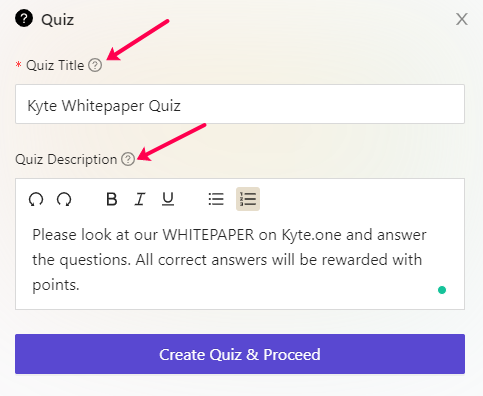 ? Quiz X
* Quiz Title ?
Kyte Whitepaper Quiz
Quiz Description ?
B I U
Please look at our WHITEPAPER on Kyte.one and answer
the questions. All correct answers will be rewarded with
points.
Create Quiz & Proceed